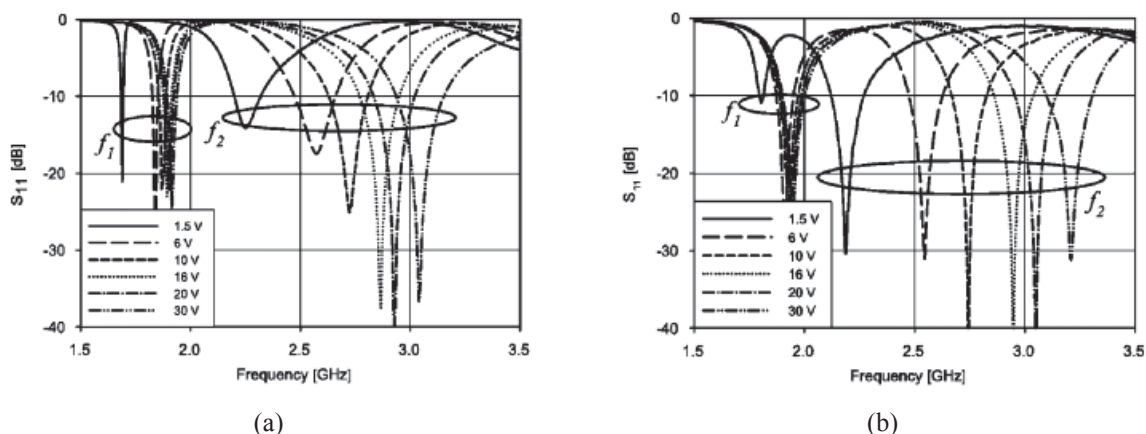 0
-10
-20
-30
-40
S11 [dB]
f1
f2
1.5 V
6 V
10 V
16 V
20 V
30 V
1.5
2.0
2.5
3.0
3.5
Frequency [GHz]
(a)
0
-10
-20
-30
-40
S11 [dB]
f1
f2
1.5 V
6 V
10 V
16 V
20 V
30 V
1.5
2.0
2.5
3.0
3.5
Frequency [GHz]
(b)